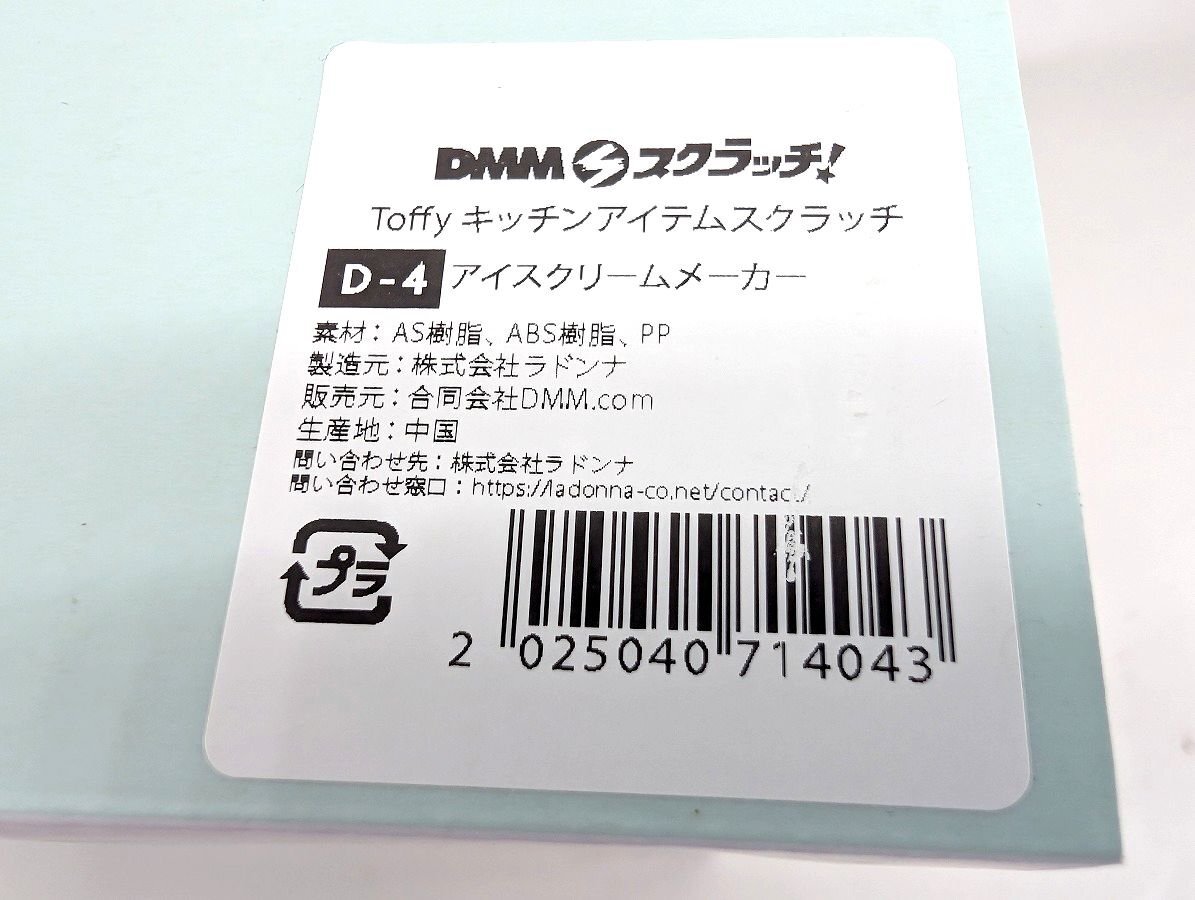 DMM スクラッチ!
Toffy キッチンアイテムスクラッチ
D-4 アイスクリームメーカー
素材：AS樹脂、ABS樹脂、PP
製造元：株式会社ラドンナ
販売元：合同会社DMM.com
生産地：中国
問い合わせ先：株式会社ラドンナ
問い合わせ窓口：https://ladonna-co.net/contact/
プラ
2 025040 714043